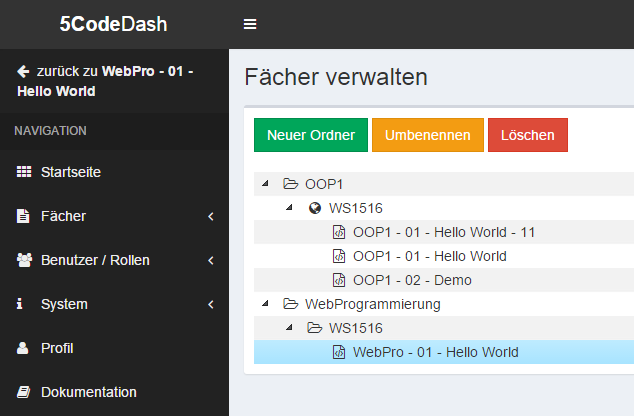 5CodeDash
zurück zu WebPro - 01 -
Hello World
NAVIGATION
Startseite
Fächer
Benutzer / Rollen
System
Profil
Dokumentation
Fächer verwalten
Neuer Ordner Umbenennen Löschen
OOP1
WS1516
OOP1 - 01 - Hello World - 11
OOP1 - 01 - Hello World
OOP1 - 02 - Demo
WebProgrammierung
WS1516
WebPro - 01 - Hello World